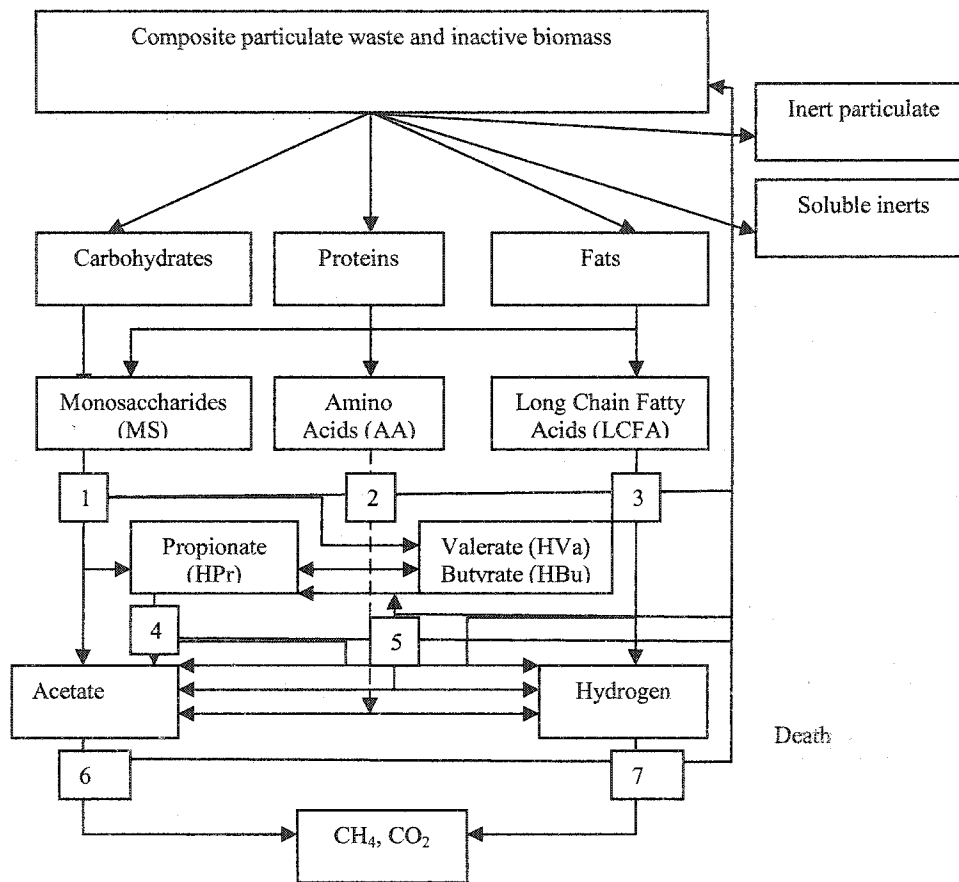 Composite particulate waste and inactive biomass
Inert particulate
Soluble inerts
Carbohydrates
Proteins
Fats
Monosaccharides
(MS)
Amino
Acids (AA)
Long Chain Fatty
Acids (LCFA)
1
2
3
Propionate
(HPr)
Valerate (HVa)
Butyrate (HBu)
4
5
Acetate
Hydrogen
Death
6
7
CH₄, CO₂